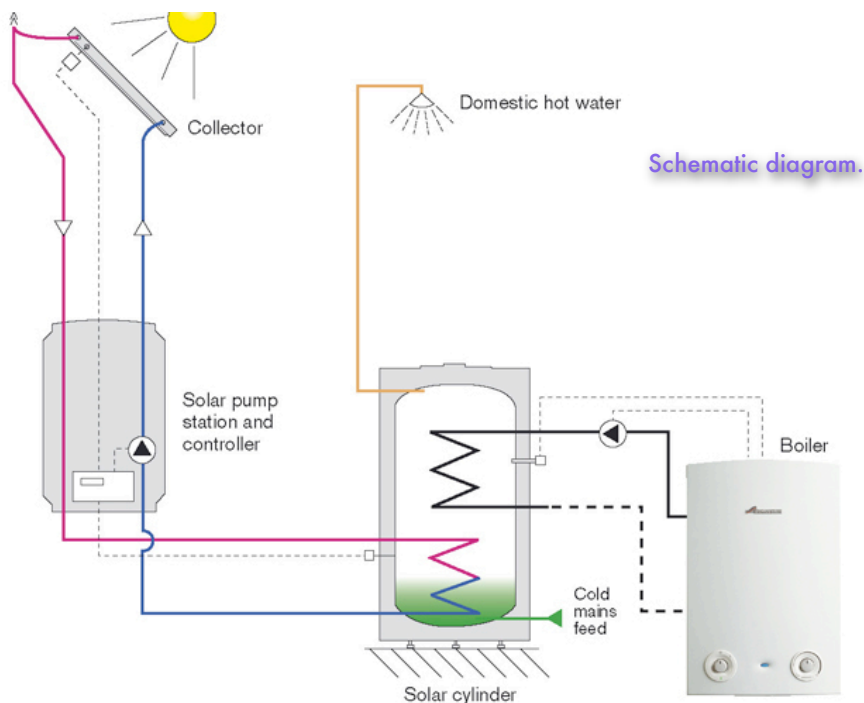 Collector
Domestic hot water
Schematic diagram.
Solar pump
station and
controller
Boiler
Cold
mains
feed
Solar cylinder